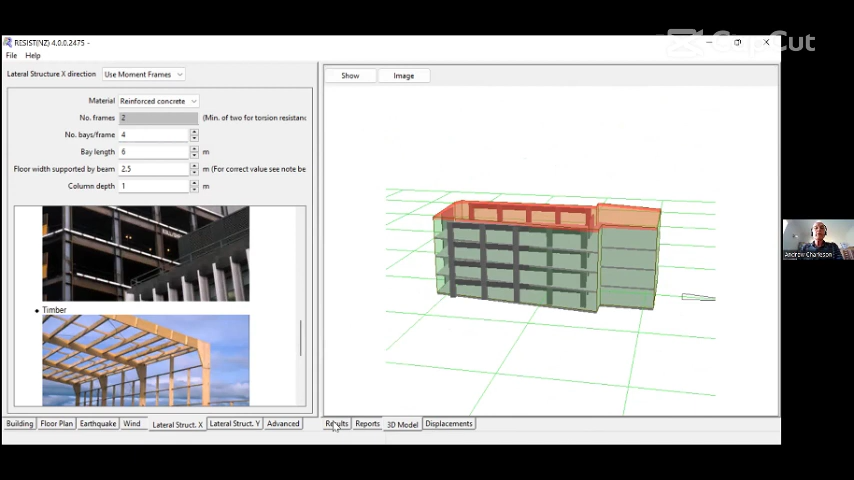 RESIST(NZ) 4.0.0.2475 -
CapCut
File Help
Lateral Structure X direction Use Moment Frames
Show Image
Material Reinforced concrete
No. frames 2 (Min. of two for torsion resistanc
No. bays/frame 4
Bay length 6 m
Floor width supported by beam 2.5 m (For correct value see note be
Column depth 1 m
Timber
Andrew Charleson
Building Floor Plan Earthquake Wind Lateral Struct. X Lateral Struct. Y Advanced
Results Reports 3D Model Displacements